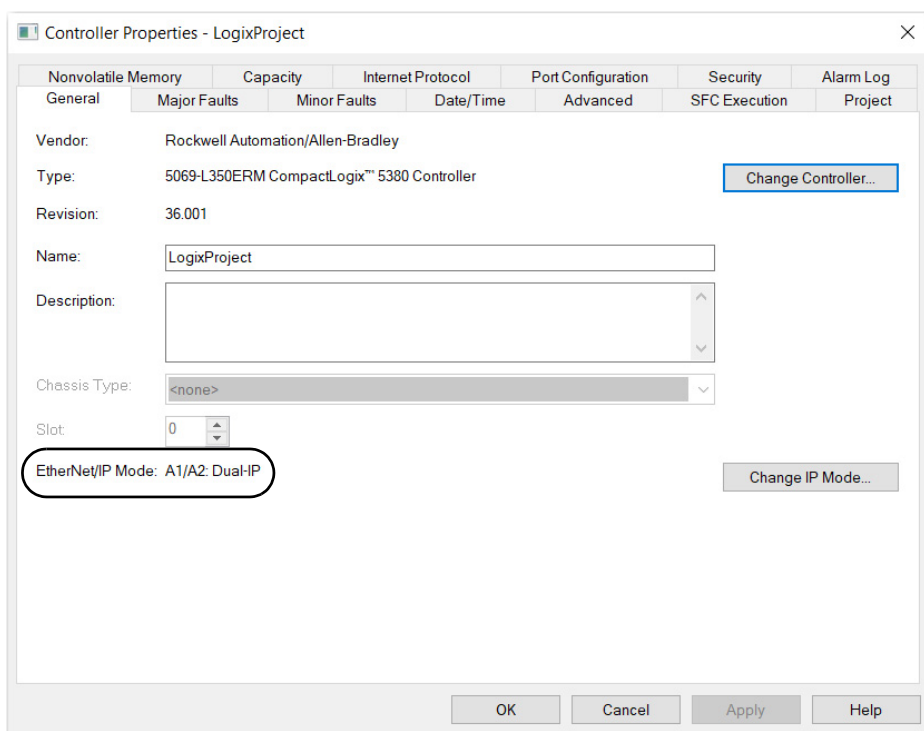 Controller Properties - LogixProject
Nonvolatile Memory Capacity Internet Protocol Port Configuration Security Alarm Log
General Major Faults Minor Faults Date/Time Advanced SFC Execution Project
Vendor: Rockwell Automation/Allen-Bradley
Type: 5069-L350ERM CompactLogix™ 5380 Controller Change Controller...
Revision: 36.001
Name: LogixProject
Description:
Chassis Type: <none>
Slot: 0
EtherNet/IP Mode: A1/A2: Dual-IP Change IP Mode...
OK Cancel Apply Help